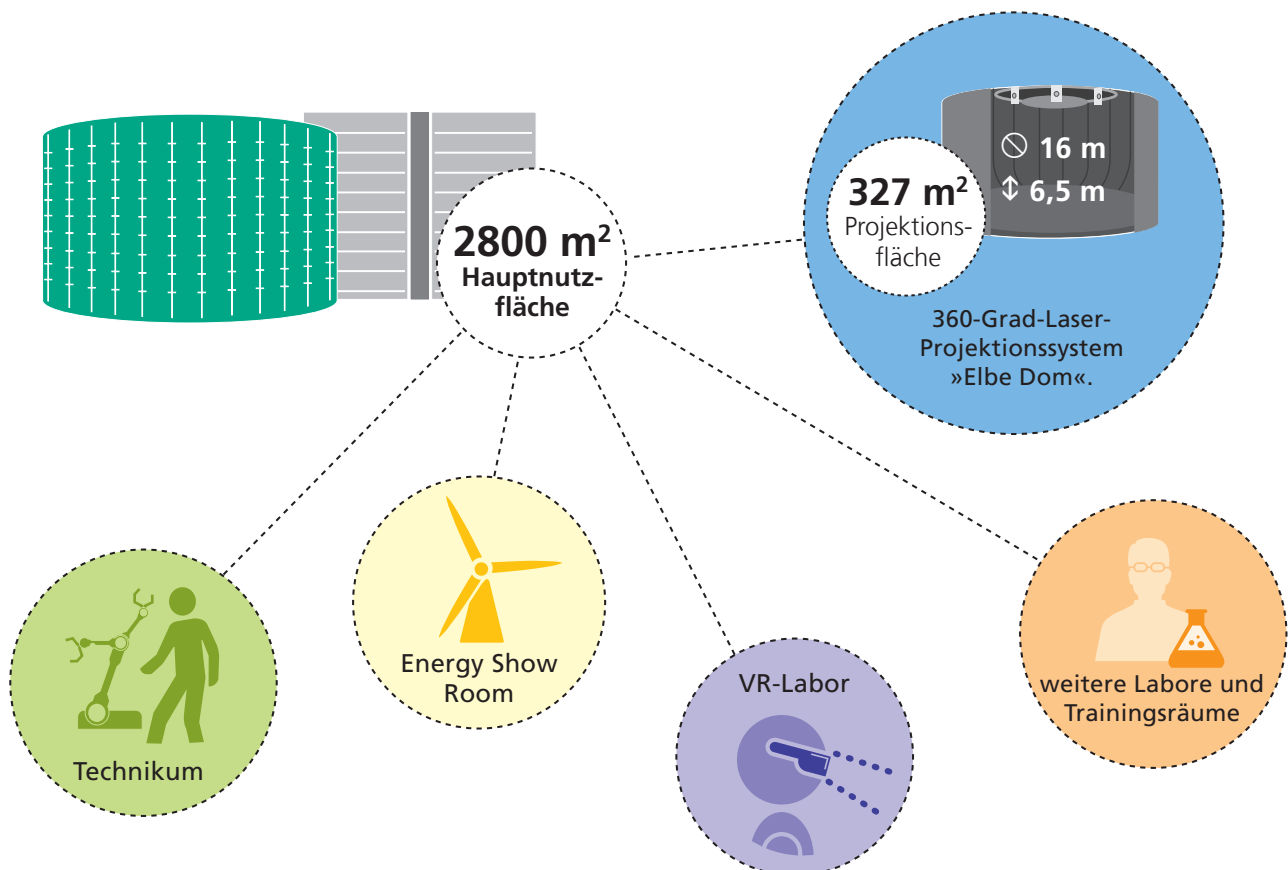 2800 m²
Hauptnutz-
fläche
327 m²
Projektions-
fläche
16 m
6,5 m
360-Grad-Laser-
Projektionssystem
»Elbe Dom«.
Technikum
Energy Show
Room
VR-Labor
weitere Labore und
Trainingsräume